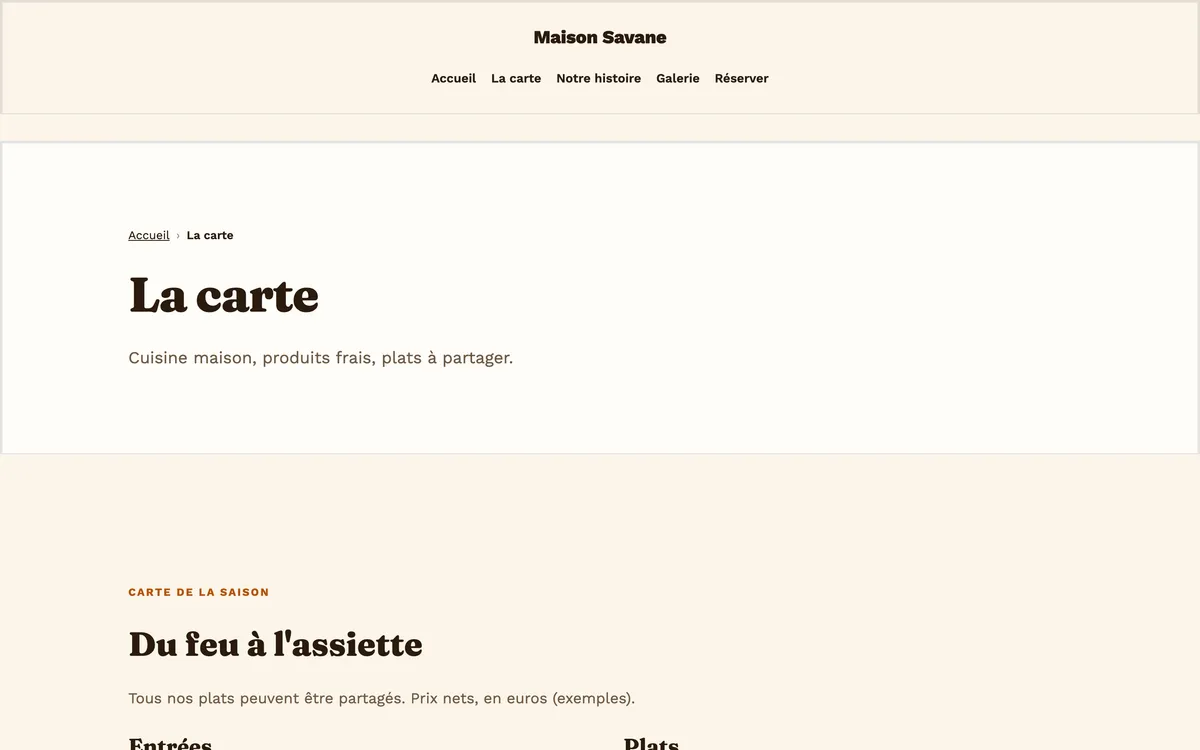 Maison Savane
Accueil La carte Notre histoire Galerie Réserver
Accueil › La carte
La carte
Cuisine maison, produits frais, plats à partager.
CARTE DE LA SAISON
Du feu à l'assiette
Tous nos plats peuvent être partagés. Prix nets, en euros (exemples).
Entrées Plats